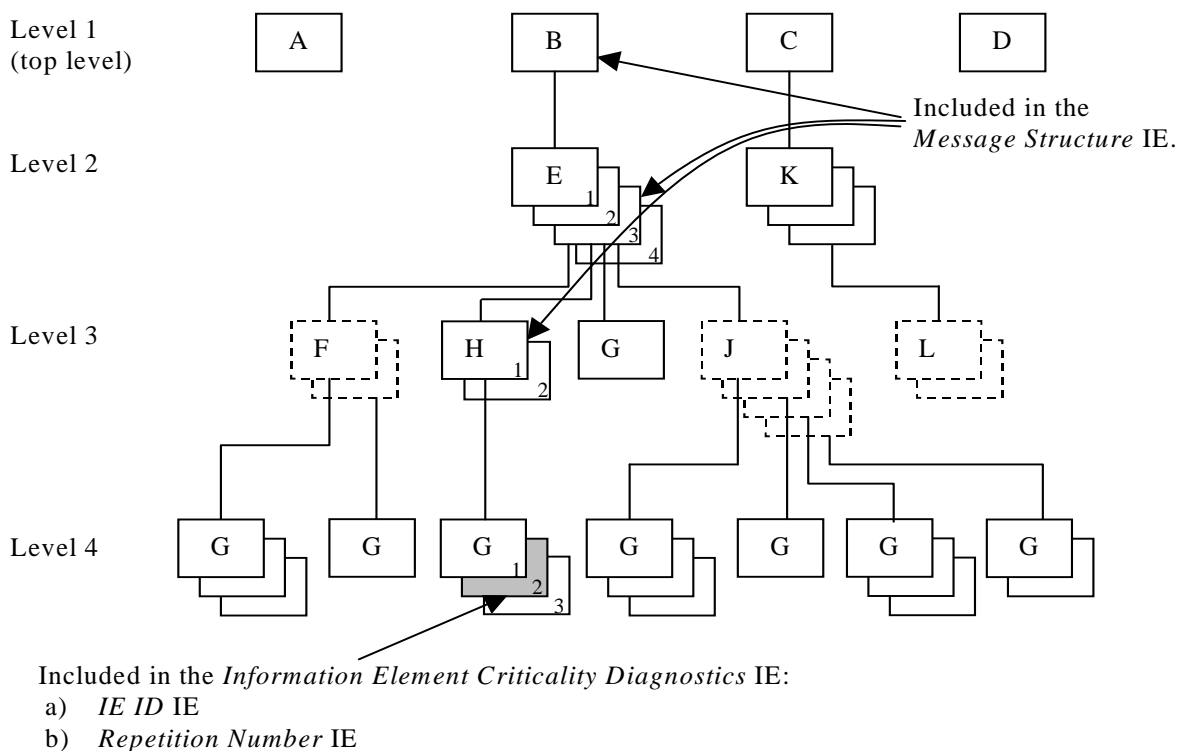 Level 1
(top level)
A
B
C
D
Included in the
Message Structure IE.
Level 2
E
1
2
3
4
K
Level 3
F
H
1
2
G
J
L
Level 4
G
G
G
1
2
3
G
G
G
G
Included in the Information Element Criticality Diagnostics IE:
a) IE ID IE
b) Repetition Number IE